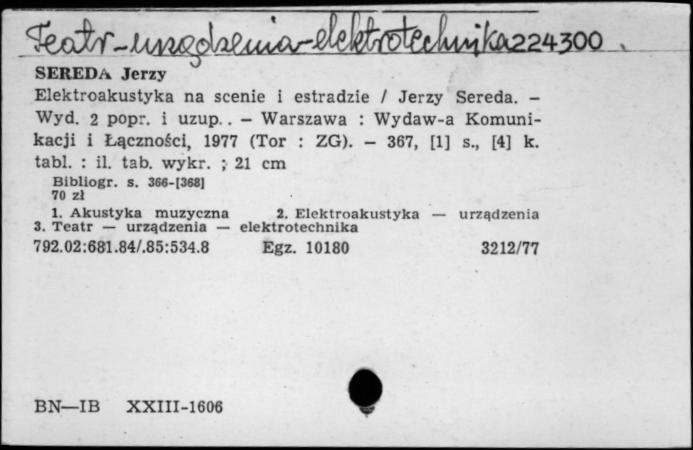 Teatr-urządzenia-elektrotechnika 224300
SEREDA Jerzy
Elektroakustyka na scenie i estradzie / Jerzy Sereda. –
Wyd. 2 popr. i uzup.. – Warszawa : Wydaw-a Komuni-
kacji i Łączności, 1977 (Tor : ZG). – 367, [1] s., [4] k.
tabl. : il. tab. wykr. ; 21 cm
Bibliogr. s. 366-[368]
70 zł
1. Akustyka muzyczna 2. Elektroakustyka — urządzenia
3. Teatr — urządzenia — elektrotechnika
792.02:681.84/.85:534.8 Egz. 10180 3212/77
BN—IB XXIII-1606